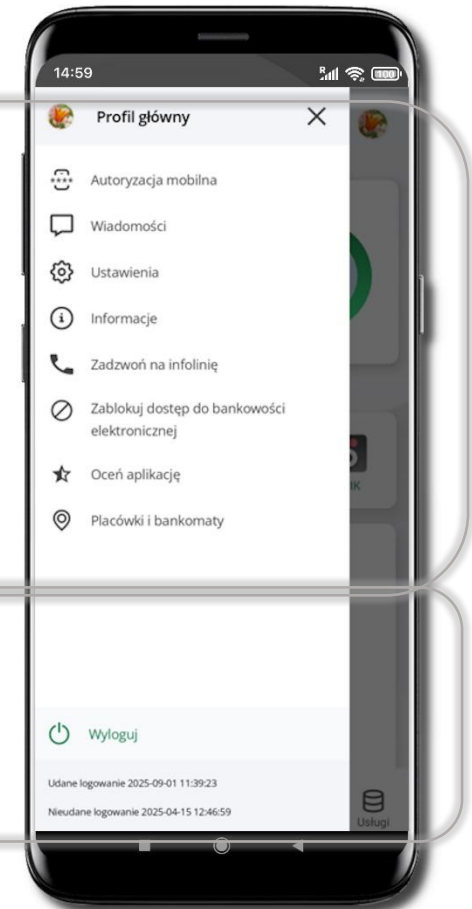 14:59
R
100
Profil główny
Autoryzacja mobilna
Wiadomości
Ustawienia
Informacje
Zadzwoń na infolinię
Zablokuj dostęp do bankowości
elektronicznej
IK
Oceń aplikację
Placówki i bankomaty
Wyloguj
Udane logowanie 2025-09-01 11:39:23
Nieudane logowanie 2025-04-15 12:46:59
Usługi